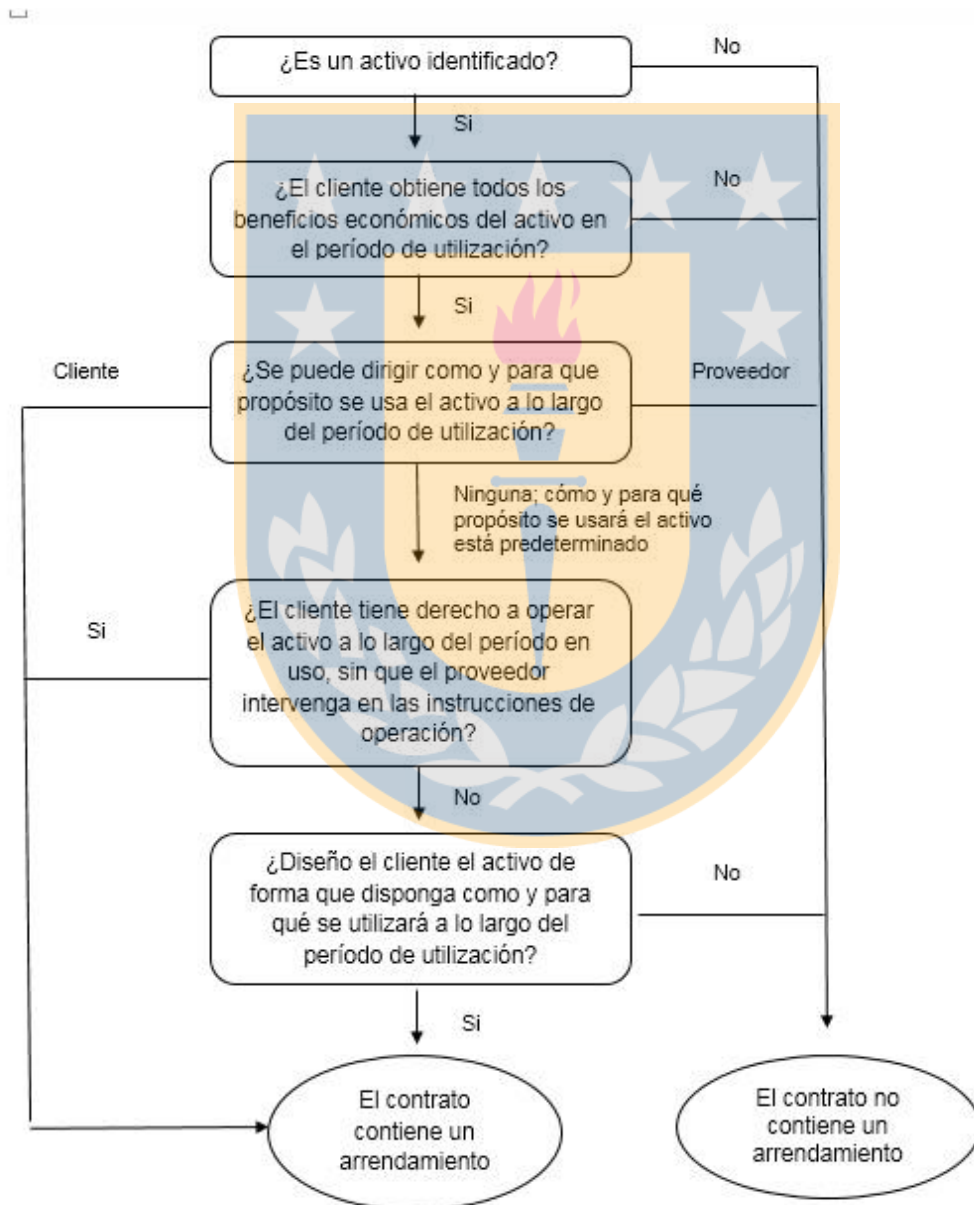 ¿Es un activo identificado?
No
Si
¿El cliente obtiene todos los
beneficios económicos del activo en
el período de utilización?
No
Si
Cliente
¿Se puede dirigir como y para que
propósito se usa el activo a lo largo
del período de utilización?
Proveedor
Ninguna; cómo y para qué
propósito se usará el activo
está predeterminado
Si
¿El cliente tiene derecho a operar
el activo a lo largo del período en
uso, sin que el proveedor
intervenga en las instrucciones de
operación?
No
¿Diseño el cliente el activo de
forma que disponga como y para
qué se utilizará a lo largo del
período de utilización?
No
Si
El contrato
contiene un
arrendamiento
El contrato no
contiene un
arrendamiento